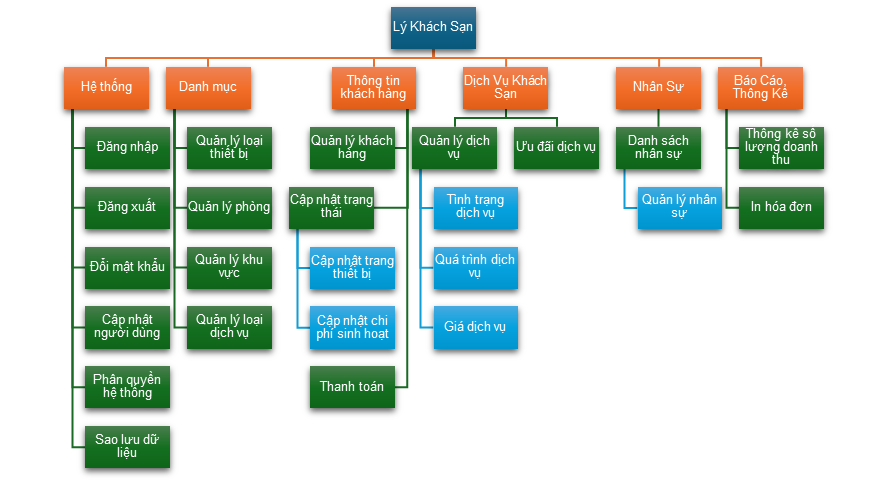 Lý Khách Sạn
Hệ thống
Danh mục
Thông tin
khách hàng
Dịch Vụ Khách
Sạn
Nhân Sự
Báo Cáo,
Thống Kê
Đăng nhập
Quản lý loại
thiết bị
Quản lý khách
hàng
Quản lý dịch
vụ
Ưu đãi dịch vụ
Danh sách
nhân sự
Thống kê số
lượng doanh
thu
Đăng xuất
Quản lý phòng
Cập nhật trạng
thái
Tình trạng
dịch vụ
Quản lý nhân
sự
In hóa đơn
Đổi mật khẩu
Quản lý khu
vực
Cập nhật trang
thiết bị
Quá trình dịch
vụ
Cập nhật
người dùng
Quản lý loại
dịch vụ
Cập nhật chi
phí sinh hoạt
Giá dịch vụ
Phân quyền
hệ thống
Thanh toán
Sao lưu dữ
liệu